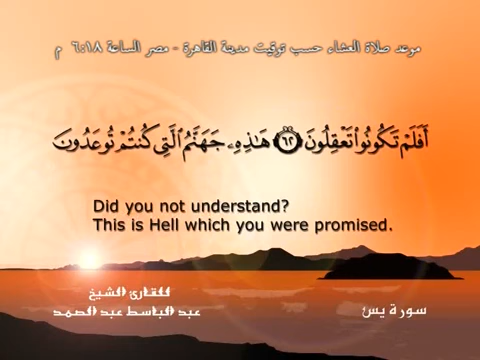 موعد صلاة العشاء حسب توقيت مدينة القاهرة - مصر الساعة ٦:١٨ م
أَفَلَمْ تَكُونُوا۟ تَعْقِلُونَ ٦٢ هَٰذِهِۦ جَهَنَّمُ ٱلَّتِى كُنتُمْ تُوعَدُونَ
Did you not understand?
This is Hell which you were promised.
للقارئ الشيخ
عبد الباسط عبد الصمد
سورة يس